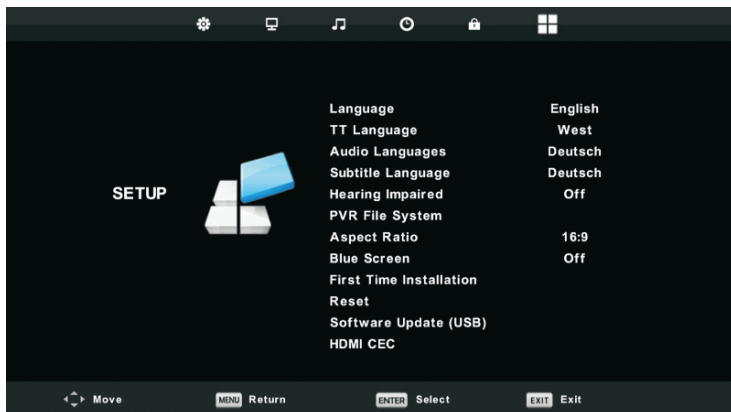 Language English
TT Language West
Audio Languages Deutsch
Subtitle Language Deutsch
SETUP
Hearing Impaired Off
PVR File System
Aspect Ratio 16:9
Blue Screen Off
First Time Installation
Reset
Software Update (USB)
HDMI CEC
Move MENU Return ENTER Select EXIT Exit